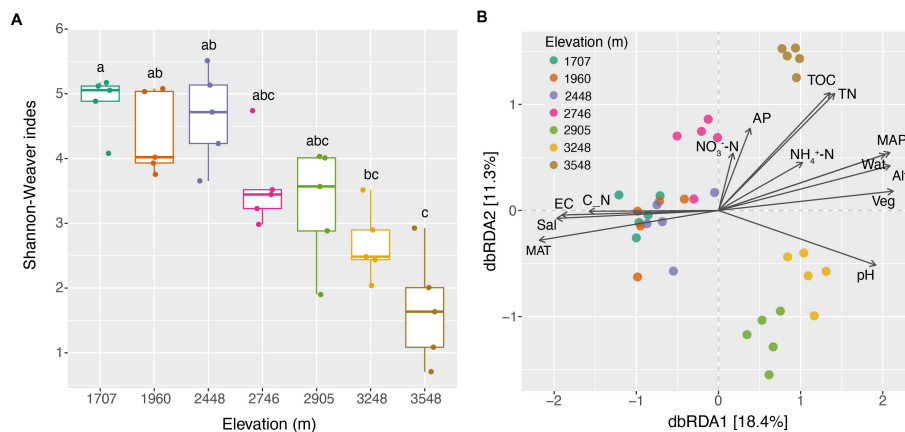 A
Shannon-Weaver indexs
6
5
4
3
2
1
a
ab
ab
abc
abc
bc
c
1707 1960 2448 2746 2905 3248 3548
Elevation (m)
B
dbRDA2 [11.3%]
1
0
−1
Elevation (m)
1707
1960
2448
2746
2905
3248
3548
TOC
TN
AP
NO₃⁻-N
NH₄⁺-N
MAP
Wat
Alt
Veg
EC C_N
Sal
MAT
pH
−2 −1 0 1 2
dbRDA1 [18.4%]